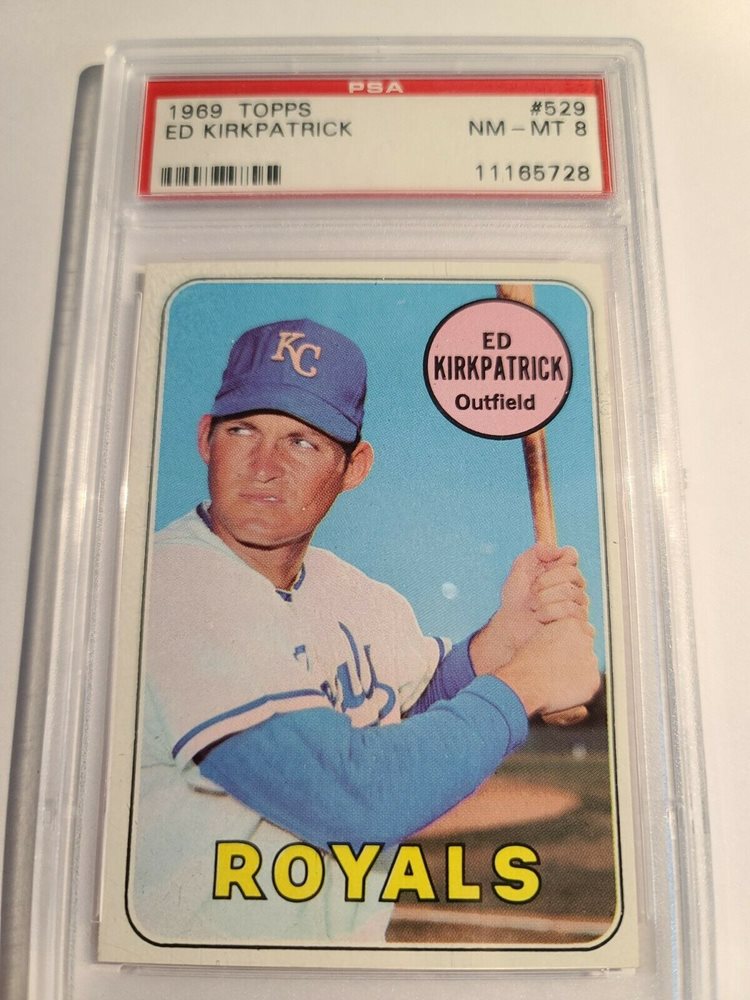 PSA
1969 TOPPS #529
ED KIRKPATRICK NM-MT 8
11165728
KC
ED
KIRKPATRICK
Outfield
ROYALS